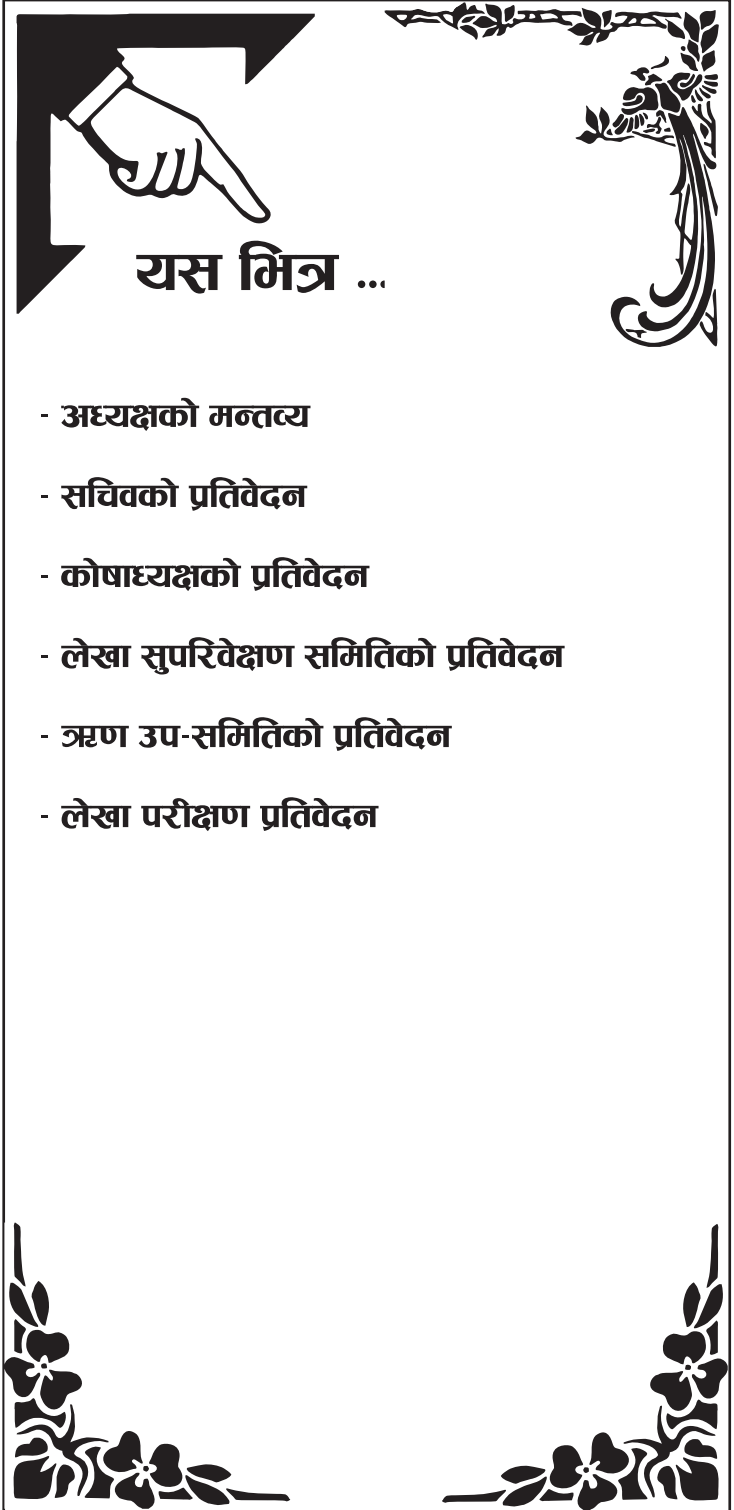 यस भित्र ...
- अध्यक्षको मन्तव्य
- सचिवको प्रतिवेदन
- कोषाध्यक्षको प्रतिवेदन
- लेखा सुपरिवेक्षण समितिको प्रतिवेदन
- ऋण उप-समितिको प्रतिवेदन
- लेखा परीक्षण प्रतिवेदन